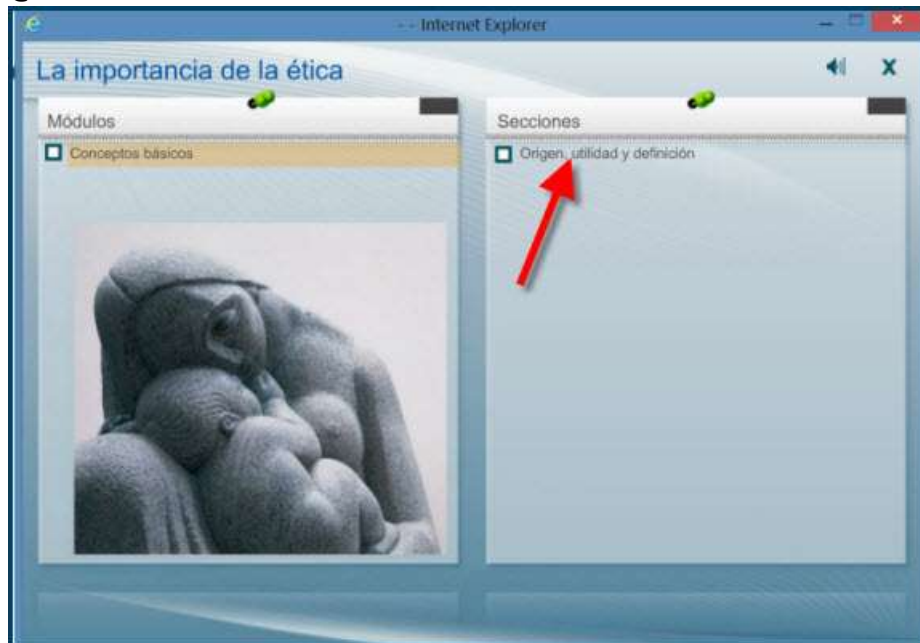 - - Internet Explorer
La importancia de la ética
Módulos
Conceptos básicos
Secciones
Origen, utilidad y definición